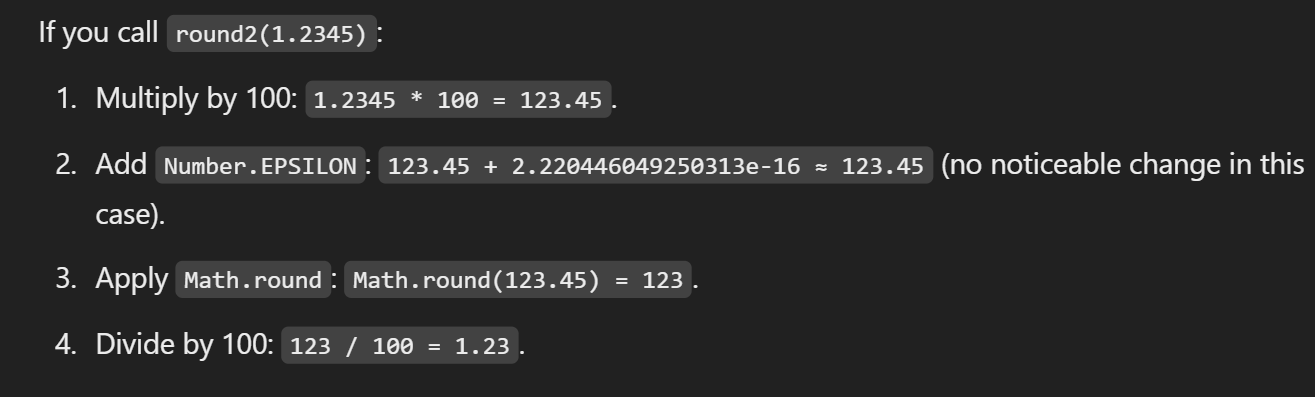 If you call round2(1.2345):
1. Multiply by 100: 1.2345 * 100 = 123.45.
2. Add Number.EPSILON: 123.45 + 2.220446049250313e-16 ≈ 123.45 (no noticeable change in this
case).
3. Apply Math.round: Math.round(123.45) = 123.
4. Divide by 100: 123 / 100 = 1.23.